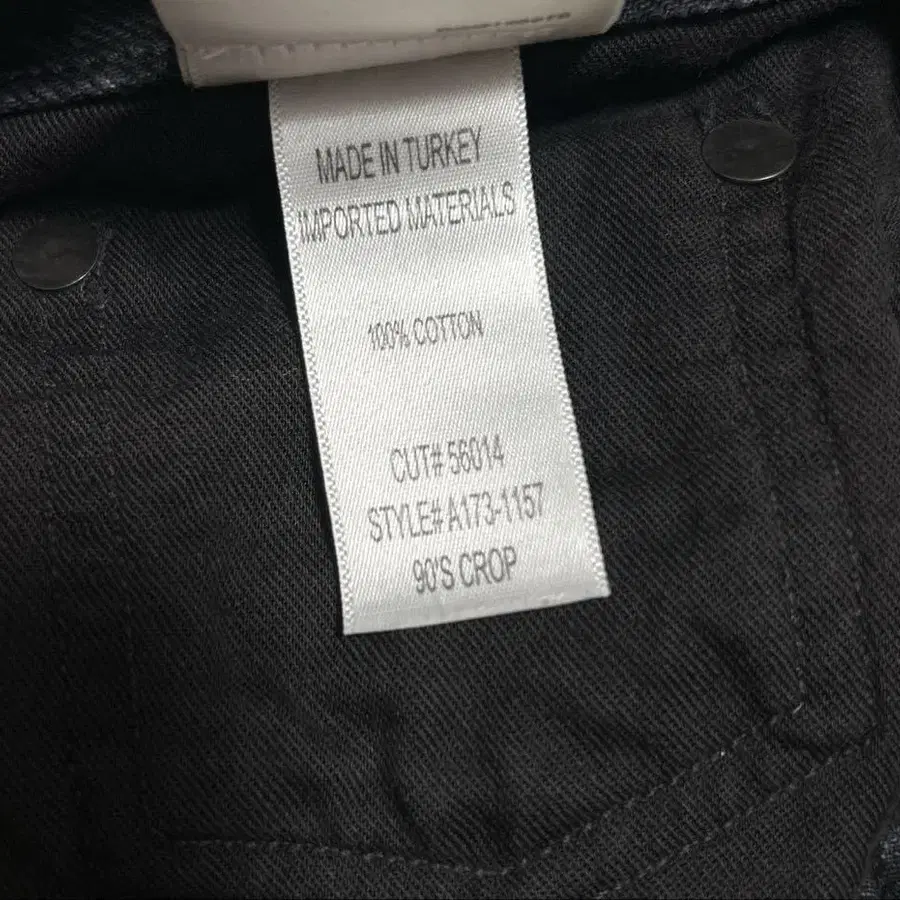 MADE IN TURKEY
IMPORTED MATERIALS
100% COTTON
CUT# 56014
STYLE# A173-1157
90'S CROP